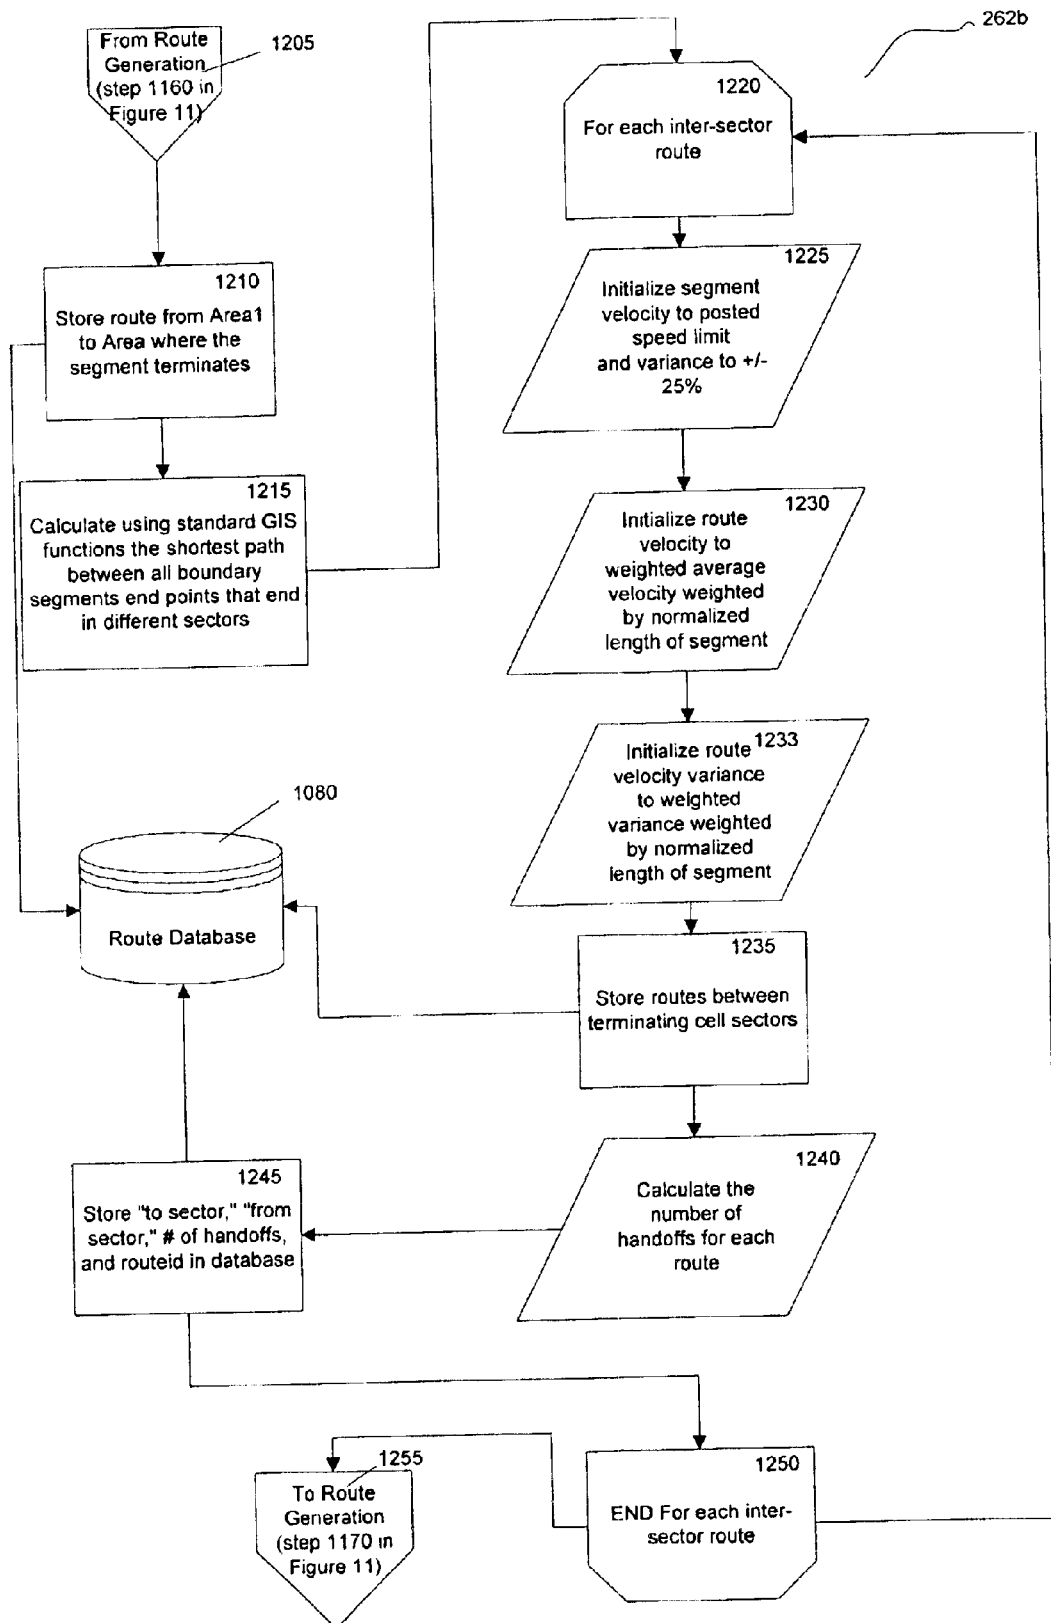 262b
From Route
Generation
(step 1160 in
Figure 11)
1205
1210
Store route from Area1
to Area where the
segment terminates
1215
Calculate using standard GIS
functions the shortest path
between all boundary
segments end points that end
in different sectors
1220
For each inter-sector
route
1225
Initialize segment
velocity to posted
speed limit
and variance to +/-
25%
1230
Initialize route
velocity to
weighted average
velocity weighted
by normalized
length of segment
1233
Initialize route
velocity variance
to weighted
variance weighted
by normalized
length of segment
1080
Route Database
1235
Store routes between
terminating cell sectors
1240
Calculate the
number of
handoffs for each
route
1245
Store "to sector," "from
sector," # of handoffs,
and routeid in database
1250
END For each inter-
sector route
1255
To Route
Generation
(step 1170 in
Figure 11)